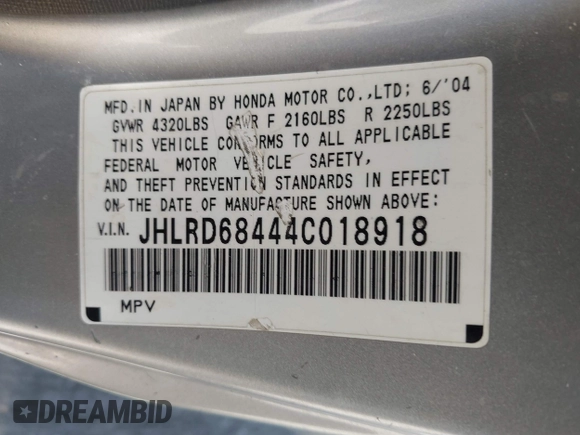 MFD. IN JAPAN BY HONDA MOTOR CO.,LTD; 6/'04
GVWR 4320LBS GAWR F 2160LBS R 2250LBS
THIS VEHICLE CONFORMS TO ALL APPLICABLE
FEDERAL MOTOR VEHICLE SAFETY,
AND THEFT PREVENTION STANDARDS IN EFFECT
ON THE DATE OF MANUFACTURE SHOWN ABOVE:
V.I.N. JHLRD68444C018918
MPV
DREAMBID